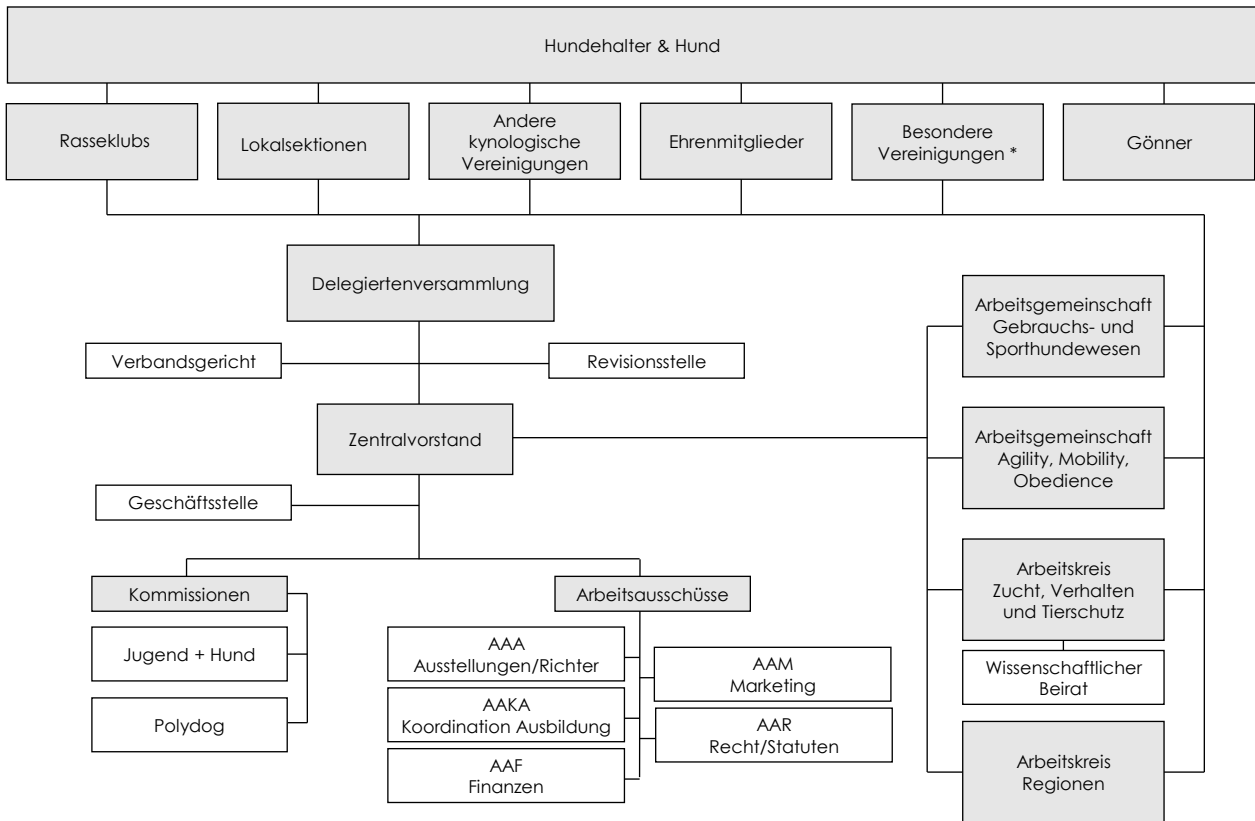 Hundehalter & Hund
Rasseklubs
Lokalsektionen
Andere
kynologische
Vereinigungen
Ehrenmitglieder
Besondere
Vereinigungen *
Gönner
Delegiertenversammlung
Verbandsgericht
Revisionsstelle
Zentralvorstand
Geschäftsstelle
Kommissionen
Jugend + Hund
Polydog
Arbeitsausschüsse
AAA
Ausstellungen/Richter
AAKA
Koordination Ausbildung
AAF
Finanzen
AAM
Marketing
AAR
Recht/Statuten
Arbeitsgemeinschaft
Gebrauchs- und
Sporthundewesen
Arbeitsgemeinschaft
Agility, Mobility,
Obedience
Arbeitskreis
Zucht, Verhalten
und Tierschutz
Wissenschaftlicher
Beirat
Arbeitskreis
Regionen